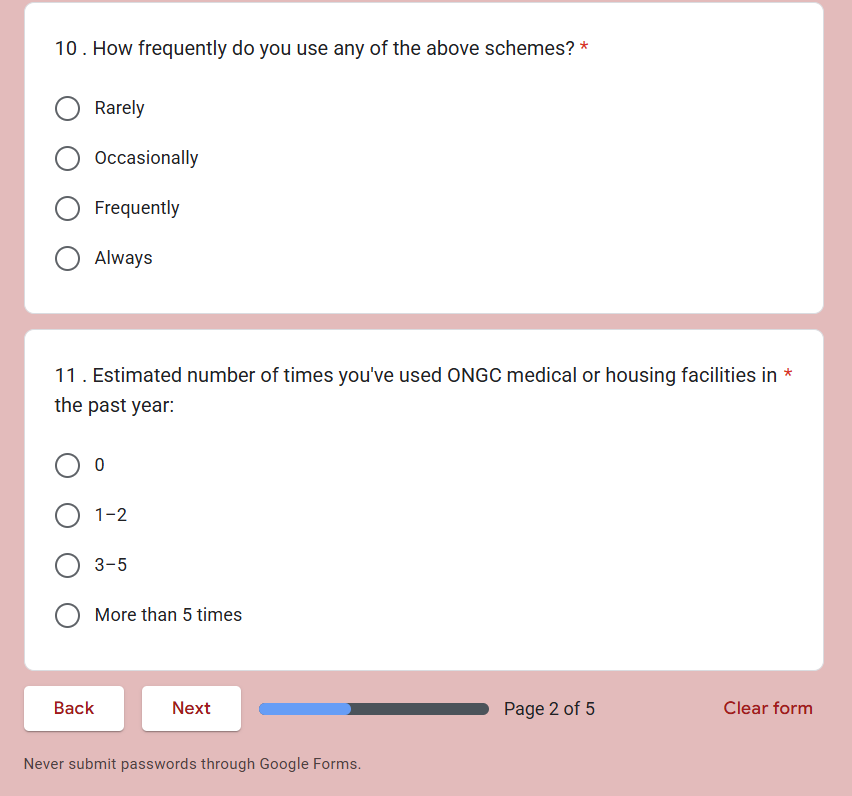 10 . How frequently do you use any of the above schemes? *
Rarely
Occasionally
Frequently
Always
11 . Estimated number of times you've used ONGC medical or housing facilities in *
the past year:
0
1–2
3–5
More than 5 times
Back Next Page 2 of 5 Clear form
Never submit passwords through Google Forms.